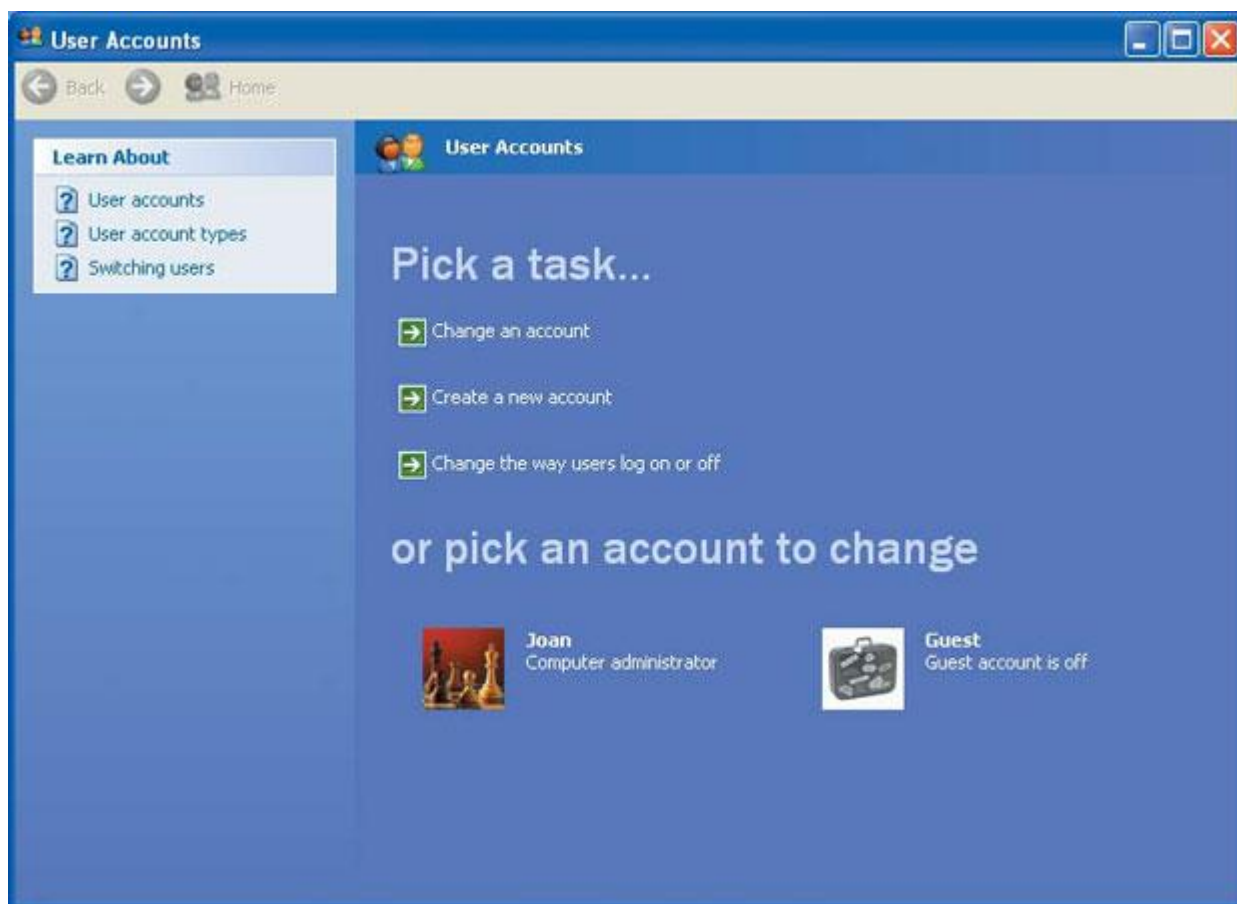 User Accounts
Back Home
Learn About
User accounts
User account types
Switching users
User Accounts
Pick a task...
Change an account
Create a new account
Change the way users log on or off
or pick an account to change
Joan
Computer administrator
Guest
Guest account is off